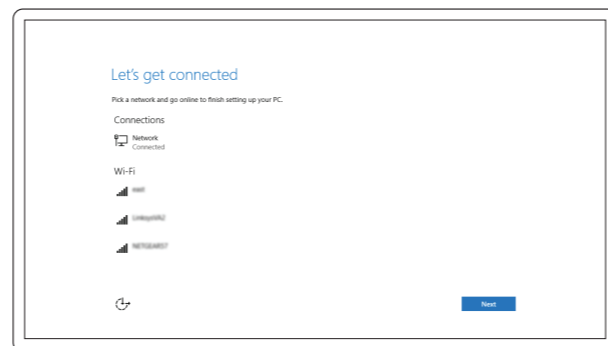 Let's get connected
Pick a network and go online to finish setting up your PC.
Connections
Network
Connected
Wi-Fi
Next